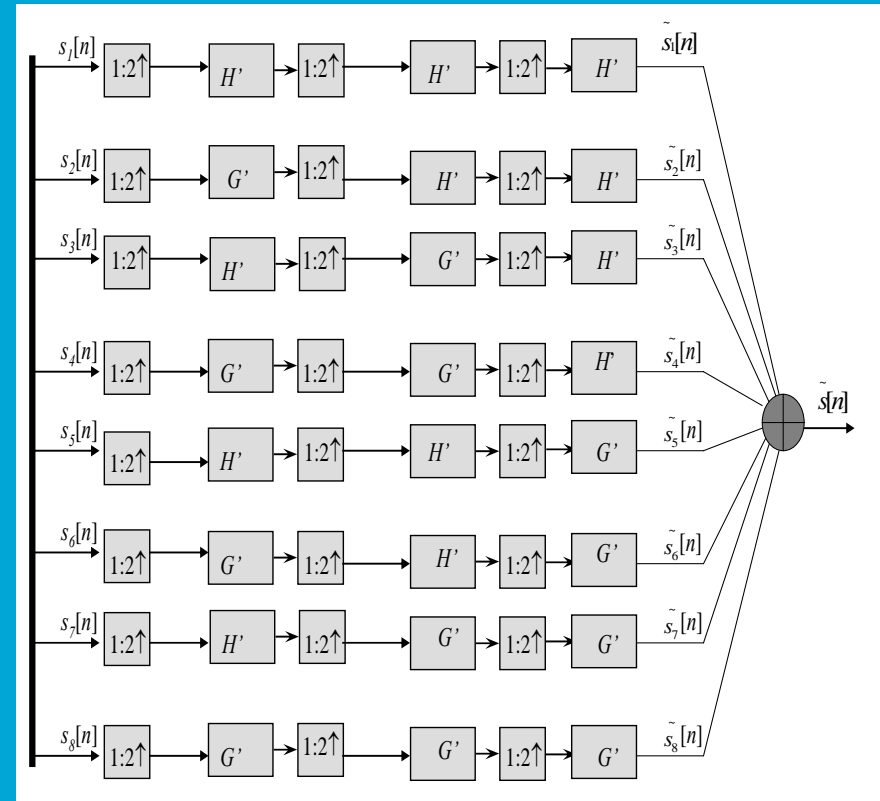 s₁[n] 1:2↑ H’ 1:2↑ H’ 1:2↑ H’ s̃₁[n]
s₂[n] 1:2↑ G’ 1:2↑ H’ 1:2↑ H’ s̃₂[n]
s₃[n] 1:2↑ H’ 1:2↑ G’ 1:2↑ H’ s̃₃[n]
s₄[n] 1:2↑ G’ 1:2↑ G’ 1:2↑ H’ s̃₄[n]
s̃[n]
s₅[n] 1:2↑ H’ 1:2↑ H’ 1:2↑ G’ s̃₅[n]
s₆[n] 1:2↑ G’ 1:2↑ H’ 1:2↑ G’ s̃₆[n]
s₇[n] 1:2↑ H’ 1:2↑ G’ 1:2↑ G’ s̃₇[n]
s₈[n] 1:2↑ G’ 1:2↑ G’ 1:2↑ G’ s̃₈[n]